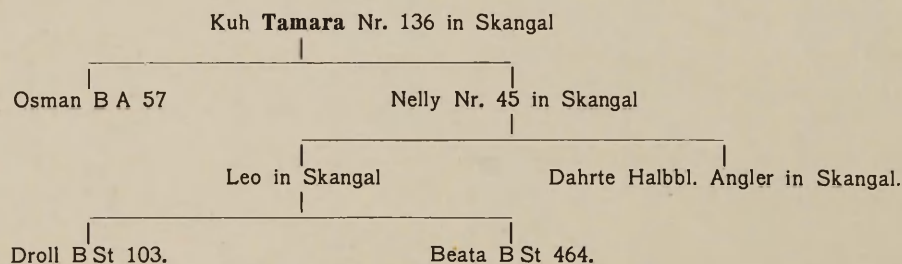 Kuh Tamara Nr. 136 in Skangal
Osman B A 57 Nelly Nr. 45 in Skangal
Leo in Skangal Dahrte Halbbl. Angler in Skangal.
Droll B St 103. Beata B St 464.